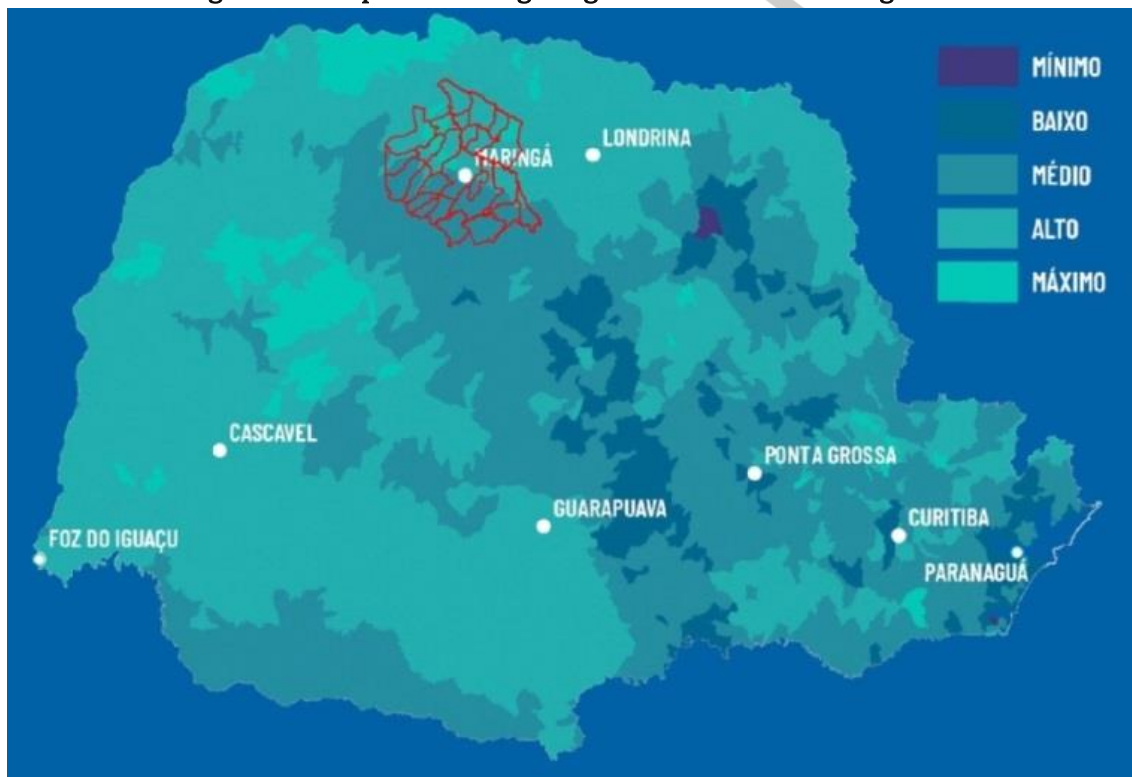 MÍNIMO
BAIXO
MÉDIO
ALTO
MÁXIMO
LONDRINA
MARINGÁ
CASCAVEL
PONTA GROSSA
GUARAPUAVA
CURITIBA
FOZ DO IGUAÇU
PARANAGUÁ